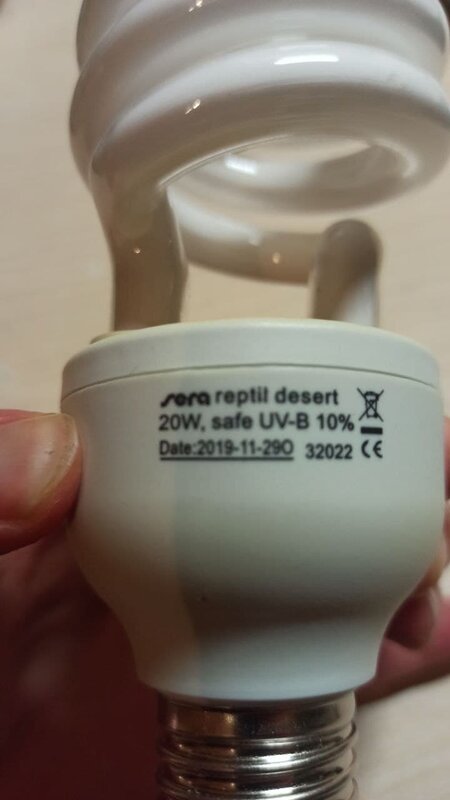 sera reptil desert
20W, safe UV-B 10%
Date:2019-11-29O 32022 CE